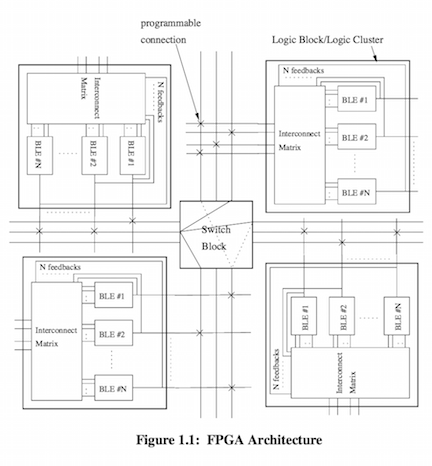 programmable
connection
Logic Block/Logic Cluster
Interconnect
Matrix
N feedbacks
BLE #N
BLE #2
BLE #1
N feedbacks
Interconnect
Matrix
BLE #1
BLE #2
BLE #N
Switch
Block
N feedbacks
Interconnect
Matrix
BLE #1
BLE #2
BLE #N
BLE #1
BLE #2
BLE #N
N feedbacks
Interconnect
Matrix
Figure 1.1: FPGA Architecture